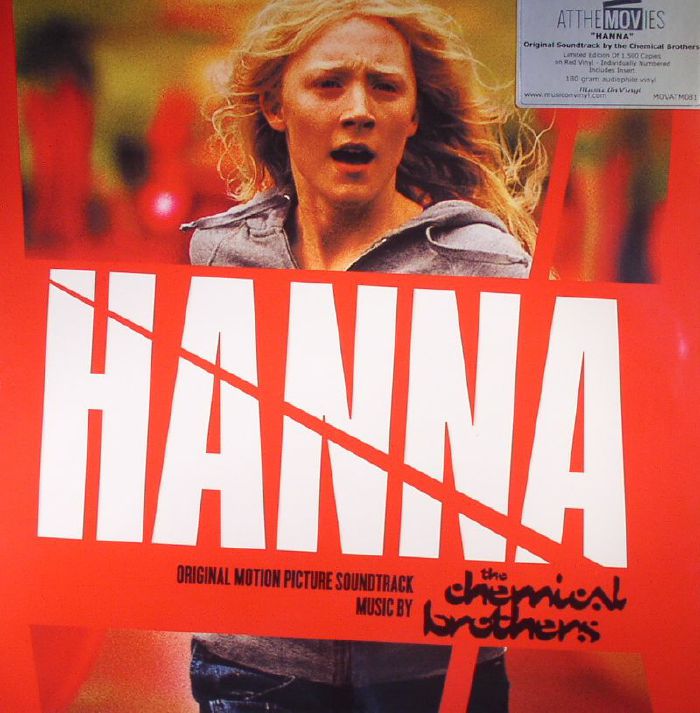 ATTHEMOVIES
"HANNA"
Original Soundtrack by the Chemical Brothers
Limited Edition Of 1.500 Copies
on Red Vinyl - Individually Numbered
Includes Insert
180 gram audiophile vinyl
Music On Vinyl
www.musiconvinyl.com MOVATM081
HANNA
ORIGINAL MOTION PICTURE SOUNDTRACK
MUSIC BY
the
chemical
brothers